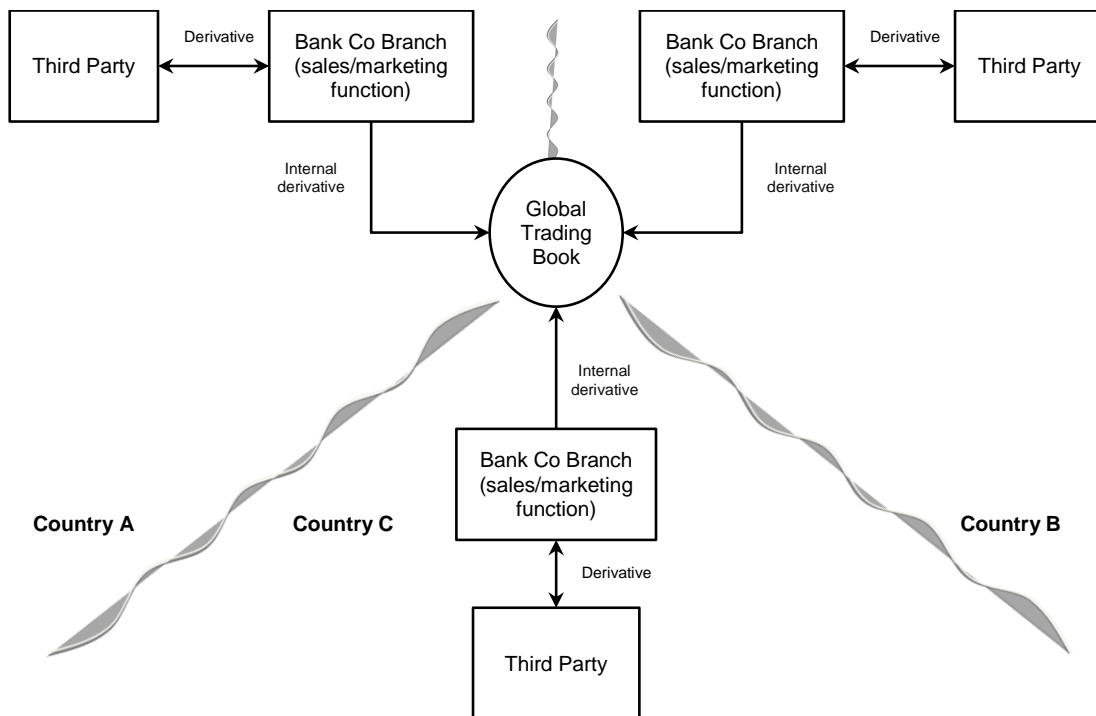 Third Party
Derivative
Bank Co Branch
(sales/marketing
function)
Bank Co Branch
(sales/marketing
function)
Derivative
Third Party
Internal
derivative
Internal
derivative
Global
Trading
Book
Internal
derivative
Bank Co Branch
(sales/marketing
function)
Country A
Country C
Country B
Derivative
Third Party